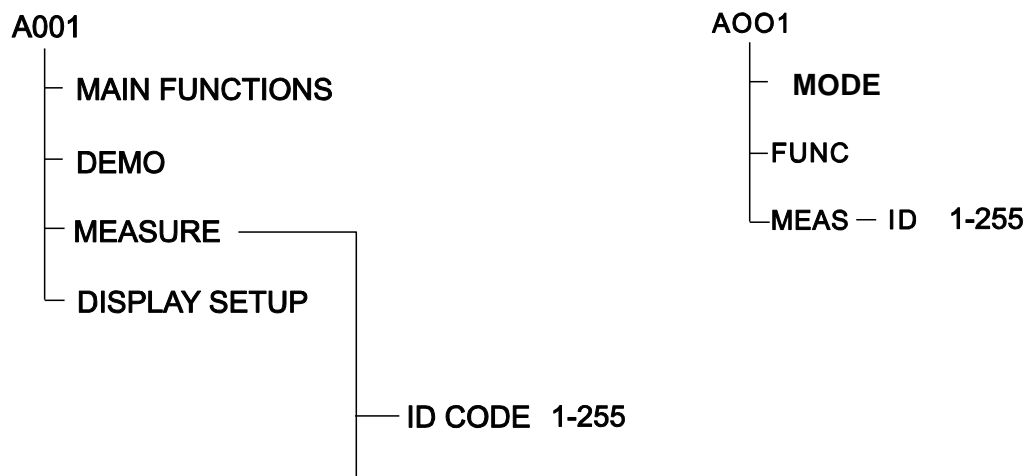 A001
MAIN FUNCTIONS
DEMO
MEASURE
DISPLAY SETUP
ID CODE 1-255
AOO1
MODE
FUNC
MEAS ID 1-255